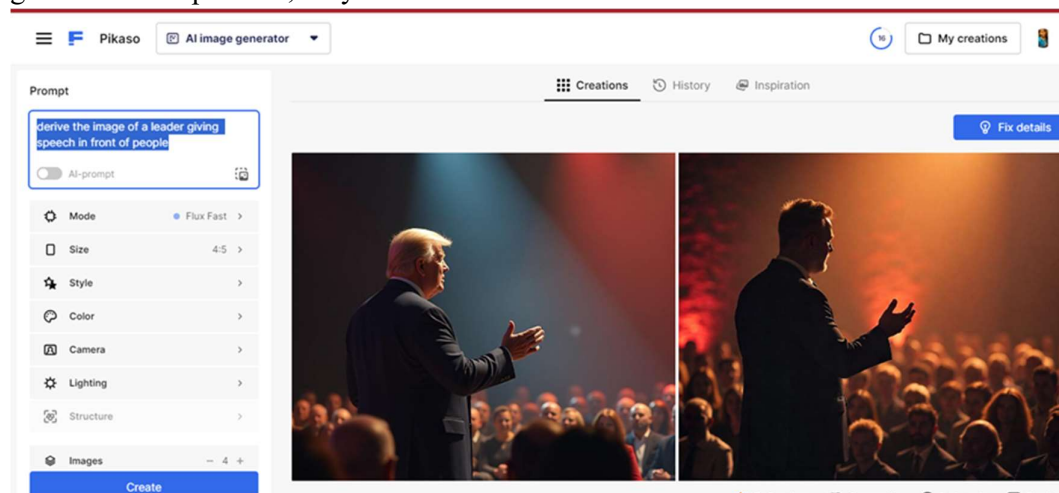 Pikaso
AI image generator
16
My creations
Prompt
derive the image of a leader giving
speech in front of people
AI-prompt
Mode
Flux Fast
Size
4:5
Style
Color
Camera
Lighting
Structure
Images
4
Create
Creations
History
Inspiration
Fix details